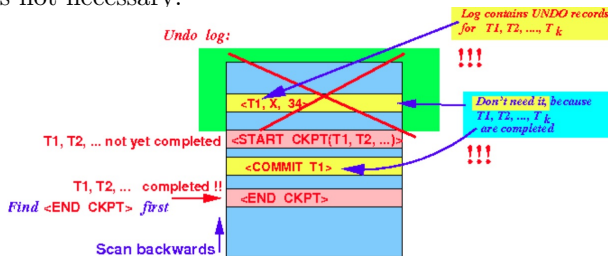 s not necessary.
Undo log:
Log contains UNDO records
for T1, T2, ...., T k
!!!
<T1, X, 34>
Don't need it, because
T1, T2, ..., T k
are completed
!!!
T1, T2, ... not yet completed
<START CKPT(T1, T2, ...)>
<COMMIT T1>
T1, T2, ... completed !!
Find <END CKPT> first
<END CKPT>
Scan backwards